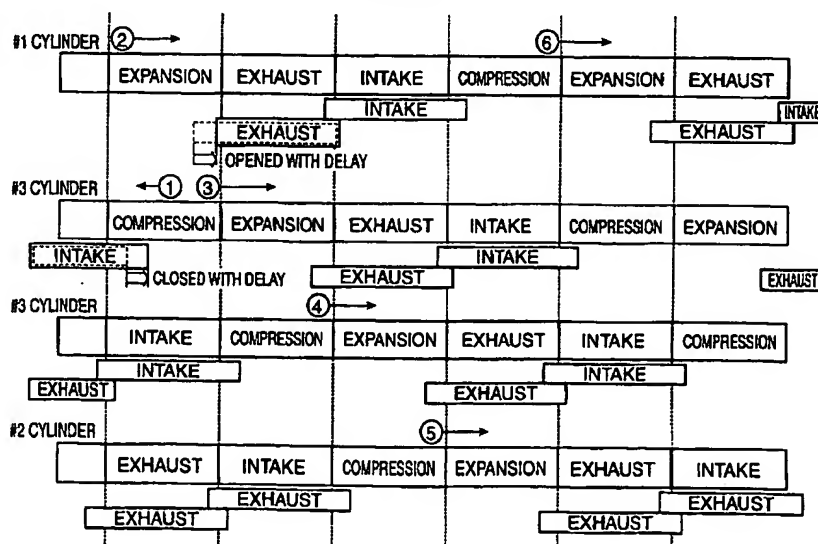 #1 CYLINDER ② ⑥
EXPANSION EXHAUST INTAKE COMPRESSION EXPANSION EXHAUST
INTAKE INTAKE
EXHAUST EXHAUST
OPENED WITH DELAY
#3 CYLINDER ① ③
COMPRESSION EXPANSION EXHAUST INTAKE COMPRESSION EXPANSION
INTAKE INTAKE
CLOSED WITH DELAY EXHAUST EXHAUST
#3 CYLINDER ④
INTAKE COMPRESSION EXPANSION EXHAUST INTAKE COMPRESSION
INTAKE INTAKE
EXHAUST EXHAUST
#2 CYLINDER ⑤
EXHAUST INTAKE COMPRESSION EXPANSION EXHAUST INTAKE
EXHAUST EXHAUST
EXHAUST EXHAUST